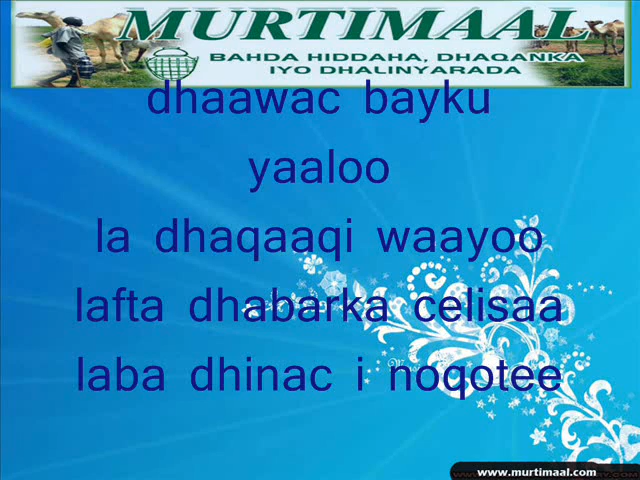 MURTIMAAL
BAHDA HIDDAHA, DHAQANKA
IYO DHALINYARADA
dhaawac bayku
yaaloo
la dhaqaaqi waayoo
lafta dhabarka celisaa
laba dhinac i noqotee
www.murtimaal.com